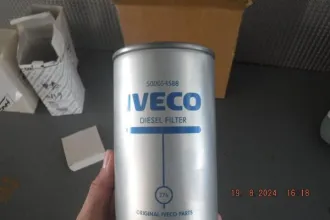 IVECO
DIESEL FILTER
ORIGINAL IVECO PARTS
19 8 2024 16:18